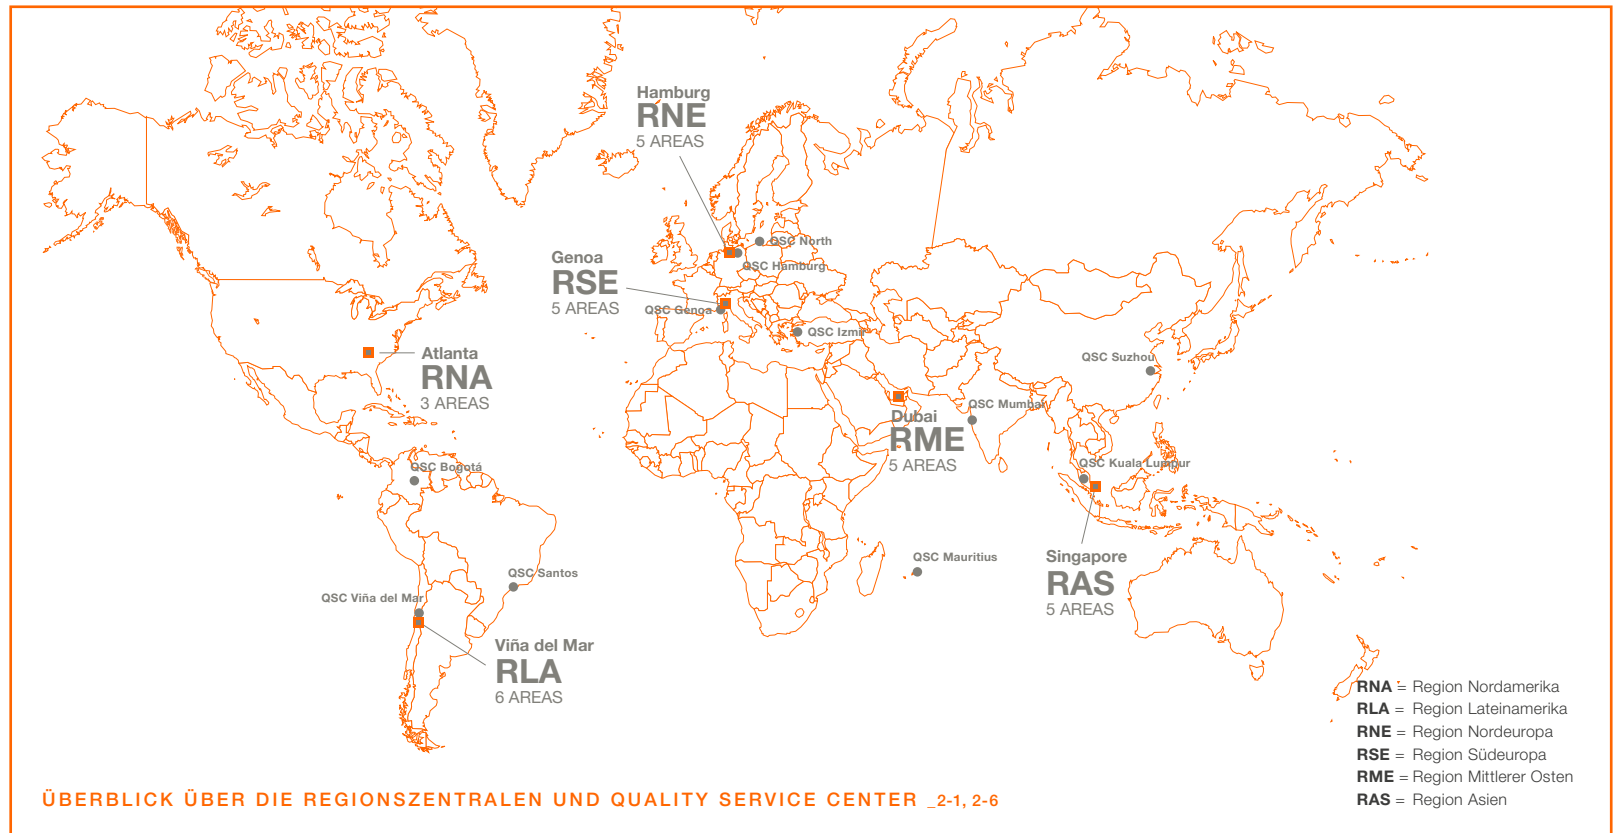 Hamburg
RNE
5 AREAS
QSC North
QSC Hamburg
Genoa
RSE
5 AREAS
QSC Genoa
QSC Izmir
Atlanta
RNA
3 AREAS
QSC Suzhou
QSC Mumbai
Dubai
RME
5 AREAS
QSC Bogotá
QSC Kuala Lumpur
QSC Mauritius
Singapore
RAS
5 AREAS
QSC Santos
QSC Viña del Mar
Viña del Mar
RLA
6 AREAS
RNA = Region Nordamerika
RLA = Region Lateinamerika
RNE = Region Nordeuropa
RSE = Region Südeuropa
RME = Region Mittlerer Osten
RAS = Region Asien
ÜBERBLICK ÜBER DIE REGIONSZENTRALEN UND QUALITY SERVICE CENTER _2-1, 2-6